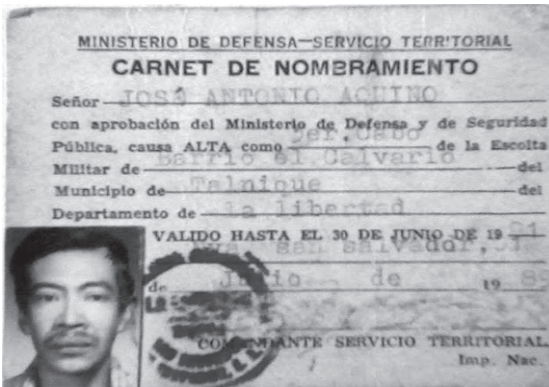 MINISTERIO DE DEFENSA—SERVICIO TERRITORIAL
CARNET DE NOMBRAMIENTO
Señor JOSÉ ANTONIO AQUINO
con aprobación del Ministerio de Defensa y de Seguridad
Pública, causa ALTA como 3er. Cabo de la Escolta
Militar de Barrio el Calvario del
Municipio de Talnique del
Departamento de la libertad
VALIDO HASTA EL 30 DE JUNIO DE 19
san salvador,
de de 19
COMANDANTE SERVICIO TERRITORIAL
Imp. Nac.